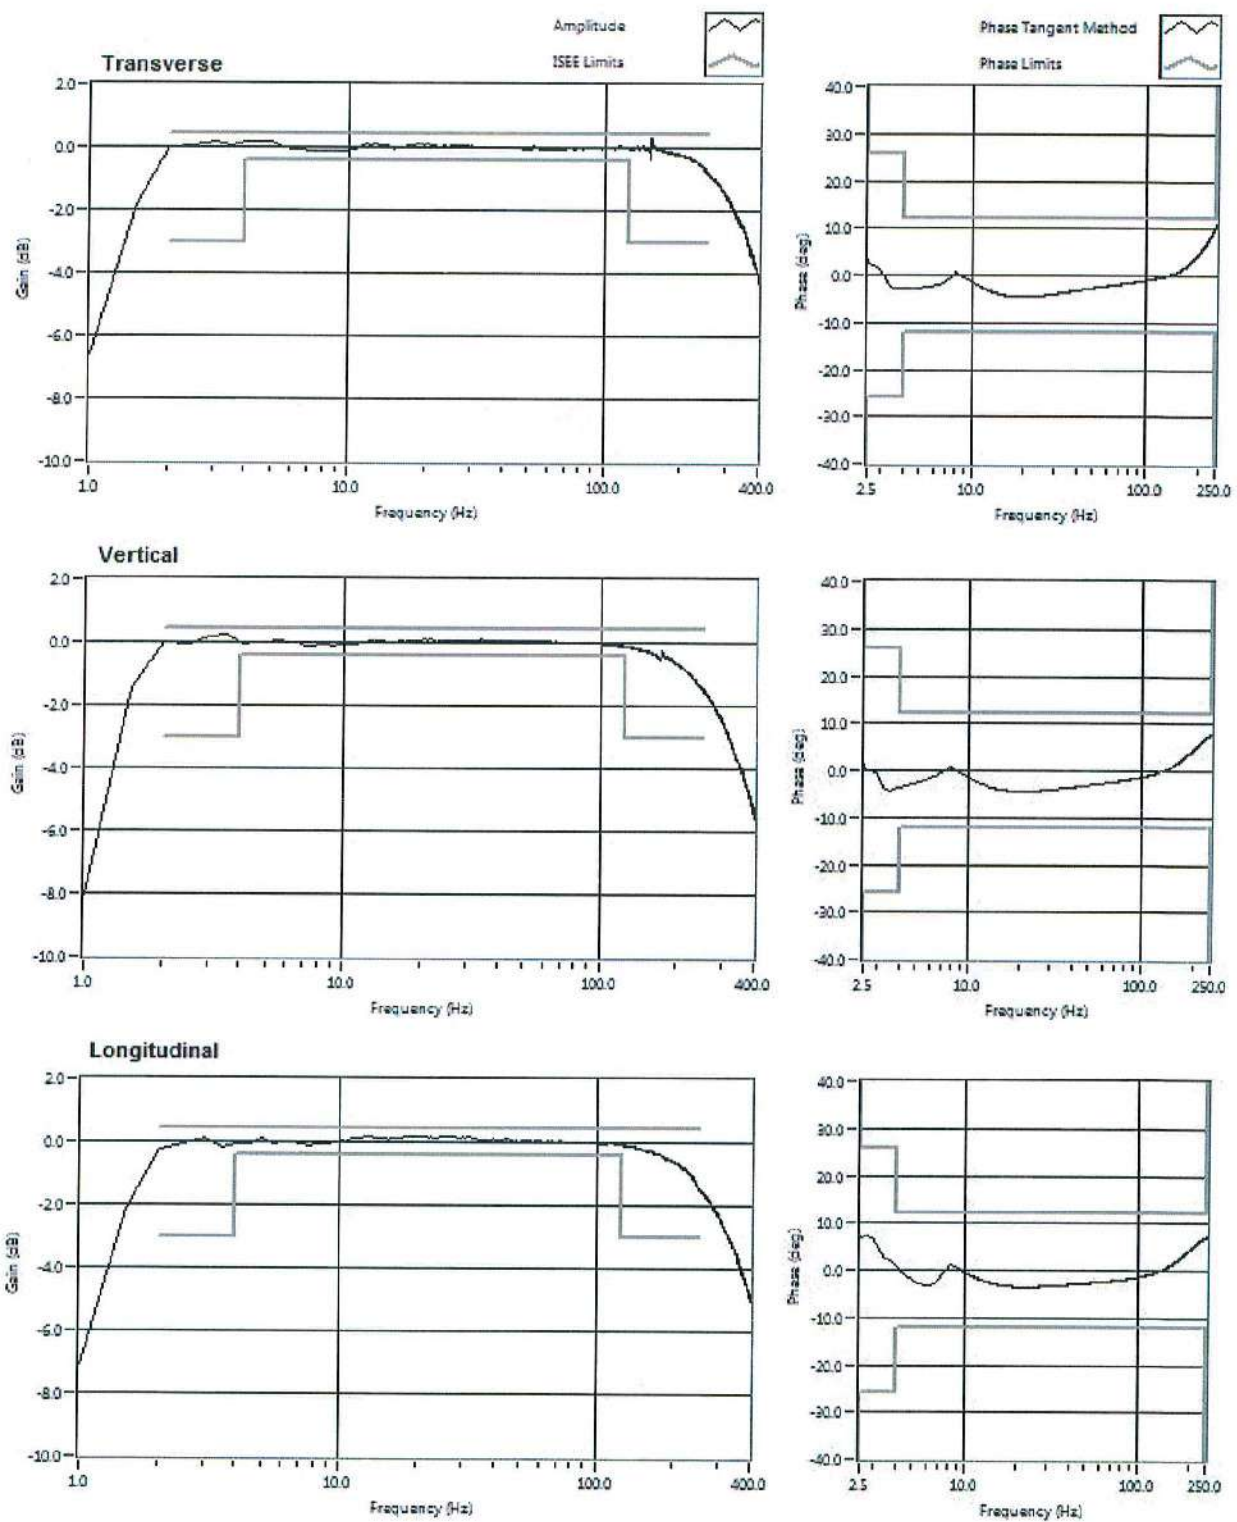 Amplitude
ISEE Limits
Phase Tangent Method
Phase Limits
Transverse
2.0
0.0
-2.0
-4.0
-6.0
-8.0
-10.0
Gain (dB)
1.0 10.0 100.0 400.0
Frequency (Hz)
40.0
30.0
20.0
10.0
0.0
-10.0
-20.0
-30.0
-40.0
Phase (deg)
2.5 10.0 100.0 250.0
Frequency (Hz)
Vertical
2.0
0.0
-2.0
-4.0
-6.0
-8.0
-10.0
Gain (dB)
1.0 10.0 100.0 400.0
Frequency (Hz)
40.0
30.0
20.0
10.0
0.0
-10.0
-20.0
-30.0
-40.0
Phase (deg)
2.5 10.0 100.0 250.0
Frequency (Hz)
Longitudinal
2.0
0.0
-2.0
-4.0
-6.0
-8.0
-10.0
Gain (dB)
1.0 10.0 100.0 400.0
Frequency (Hz)
40.0
30.0
20.0
10.0
0.0
-10.0
-20.0
-30.0
-40.0
Phase (deg)
2.5 10.0 100.0 250.0
Frequency (Hz)